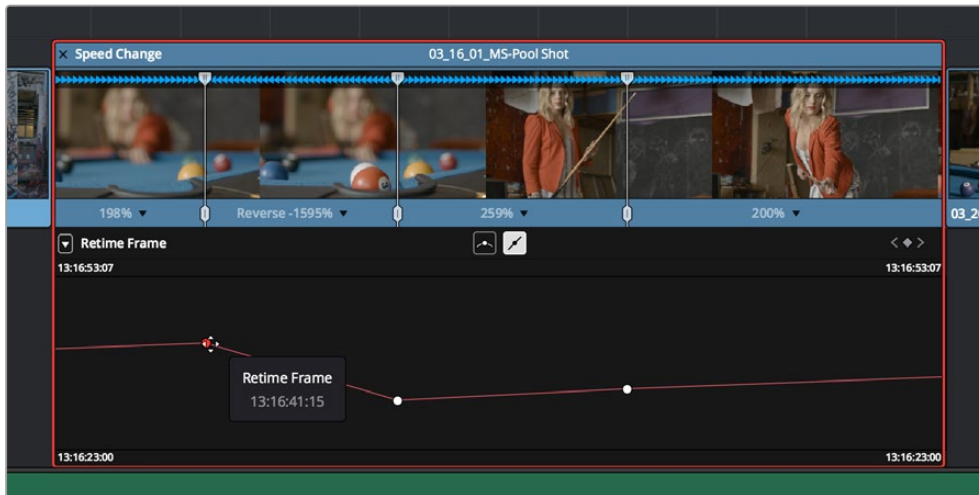 Speed Change
03_16_01_MS-Pool Shot
198%
Reverse -1595%
259%
200%
03_2
Retime Frame
13:16:53:07
13:16:53:07
Retime Frame
13:16:41:15
13:16:23:00
13:16:23:00